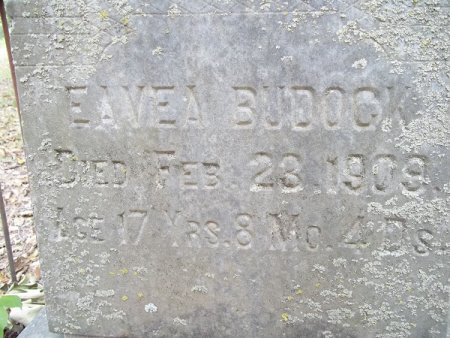 EAVEA BUDOCK
DIED FEB. 23. 1909.
AGE 17 YRS. 8 MO. 4 DS.